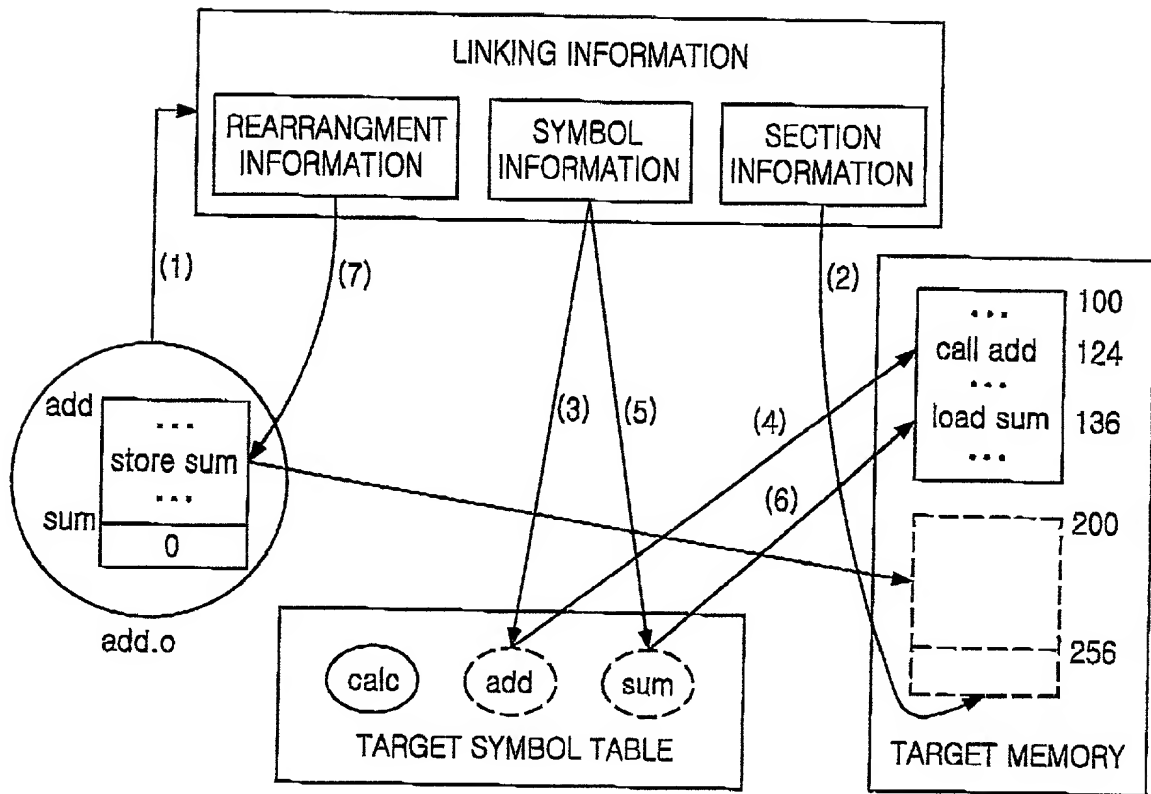 LINKING INFORMATION
REARRANGMENT
INFORMATION
SYMBOL
INFORMATION
SECTION
INFORMATION
(1)
(7)
(2)
...
100
call add
124
...
load sum
136
...
(3)
(5)
(4)
(6)
add
...
store sum
...
sum
0
add.o
200
256
calc
add
sum
TARGET SYMBOL TABLE
TARGET MEMORY